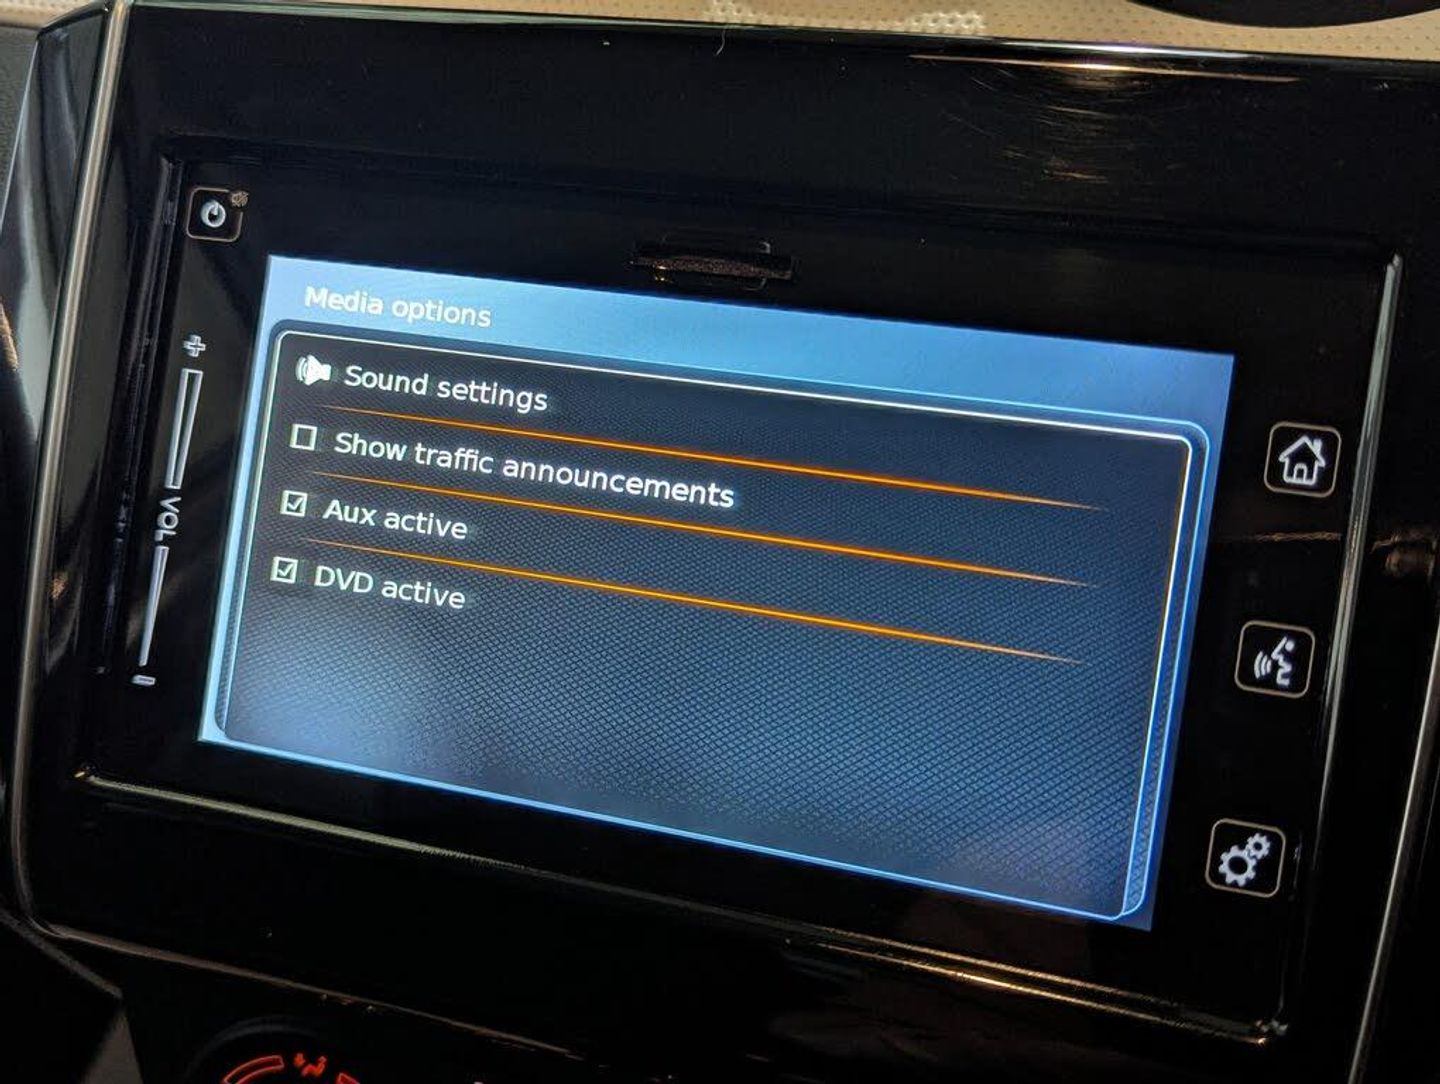 Media options
Sound settings
Show traffic announcements
Aux active
DVD active
+
VOL
-